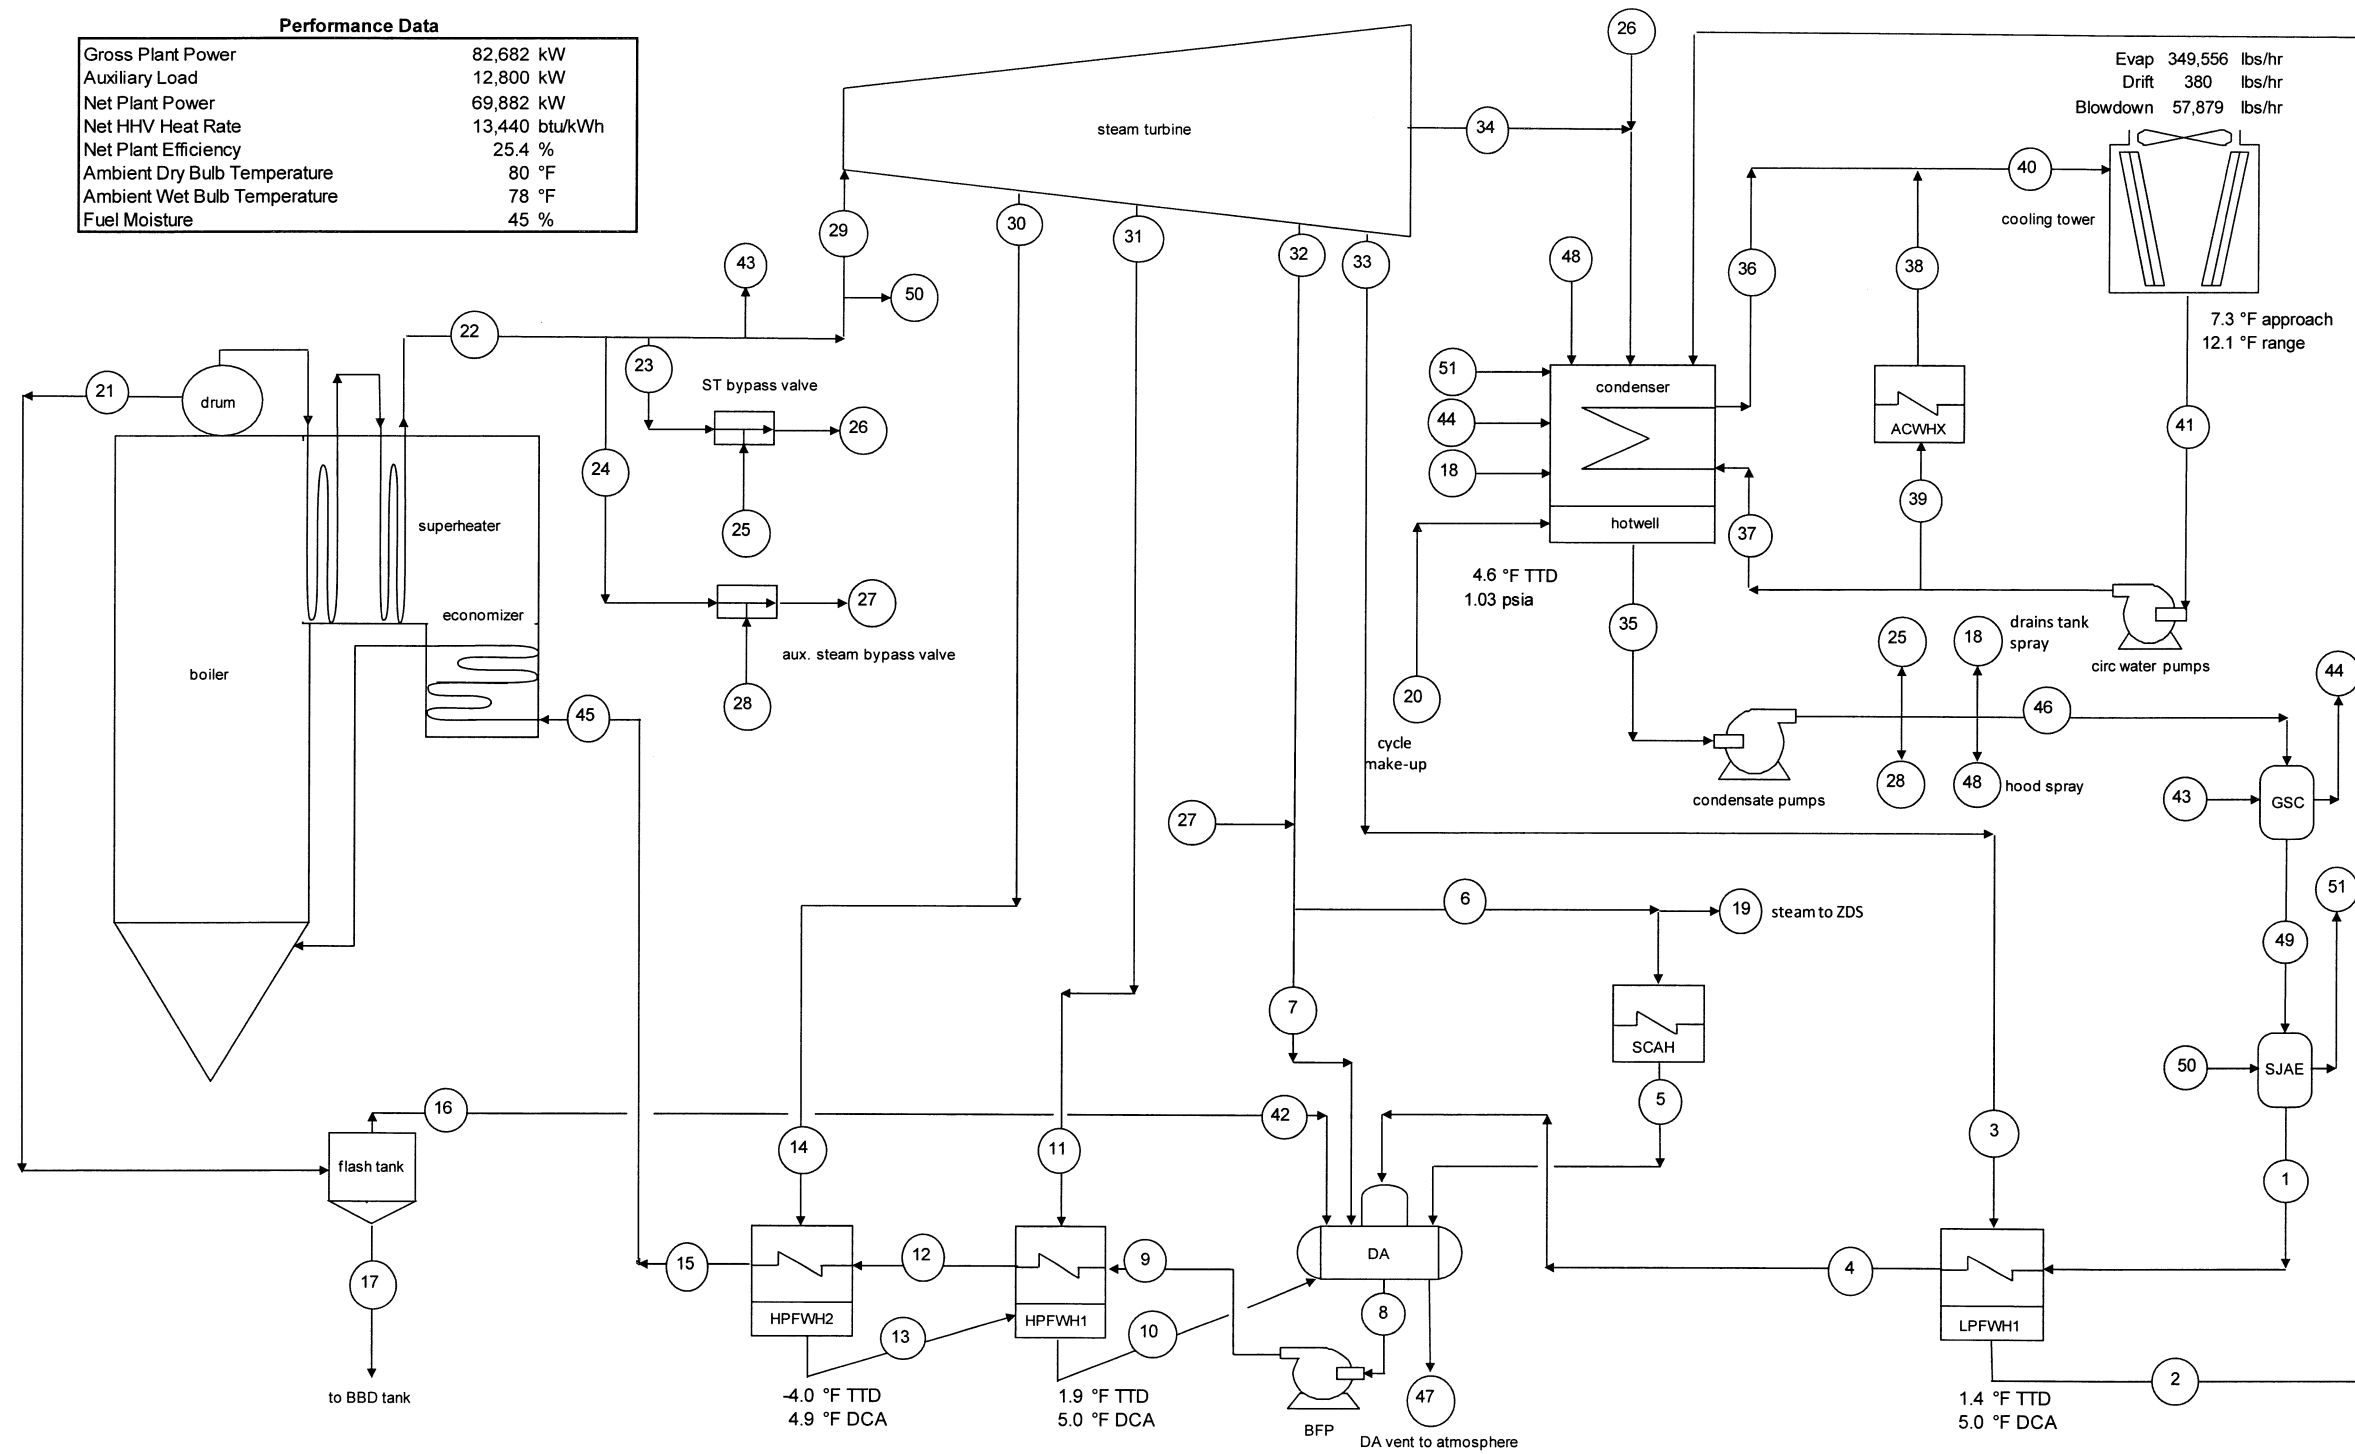 Performance Data
Gross Plant Power 82,682 kW
Auxiliary Load 12,800 kW
Net Plant Power 69,882 kW
Net HHV Heat Rate 13,440 btu/kWh
Net Plant Efficiency 25.4 %
Ambient Dry Bulb Temperature 80 °F
Ambient Wet Bulb Temperature 78 °F
Fuel Moisture 45 %
26
Evap 349,556 lbs/hr
Drift 380 lbs/hr
Blowdown 57,879 lbs/hr
steam turbine
34
40
cooling tower
30
31
32
33
29
43
50
48
36
38
7.3 °F approach
12.1 °F range
22
23
ST bypass valve
26
21
drum
51
condenser
44
ACWHX
41
18
24
25
superheater
39
hotwell
37
4.6 °F TTD
1.03 psia
27
economizer
35
25
18
drains tank
spray
circ water pumps
aux. steam bypass valve
boiler
28
45
20
44
46
cycle
make-up
condensate pumps
28
48
hood spray
43
GSC
27
6
19
steam to ZDS
51
49
7
SCAH
50
SJAE
16
42
5
flash tank
14
11
3
1
17
15
12
9
DA
4
HPFWH2
13
HPFWH1
10
8
LPFWH1
to BBD tank
-4.0 °F TTD
4.9 °F DCA
1.9 °F TTD
5.0 °F DCA
BFP
47
DA vent to atmosphere
2
1.4 °F TTD
5.0 °F DCA